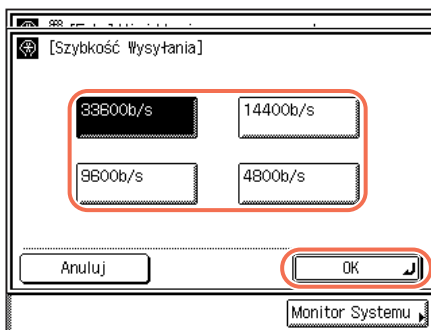 [Szybkość Wysyłania]
33600b/s 14400b/s
9600b/s 4800b/s
Anuluj OK
Monitor Systemu